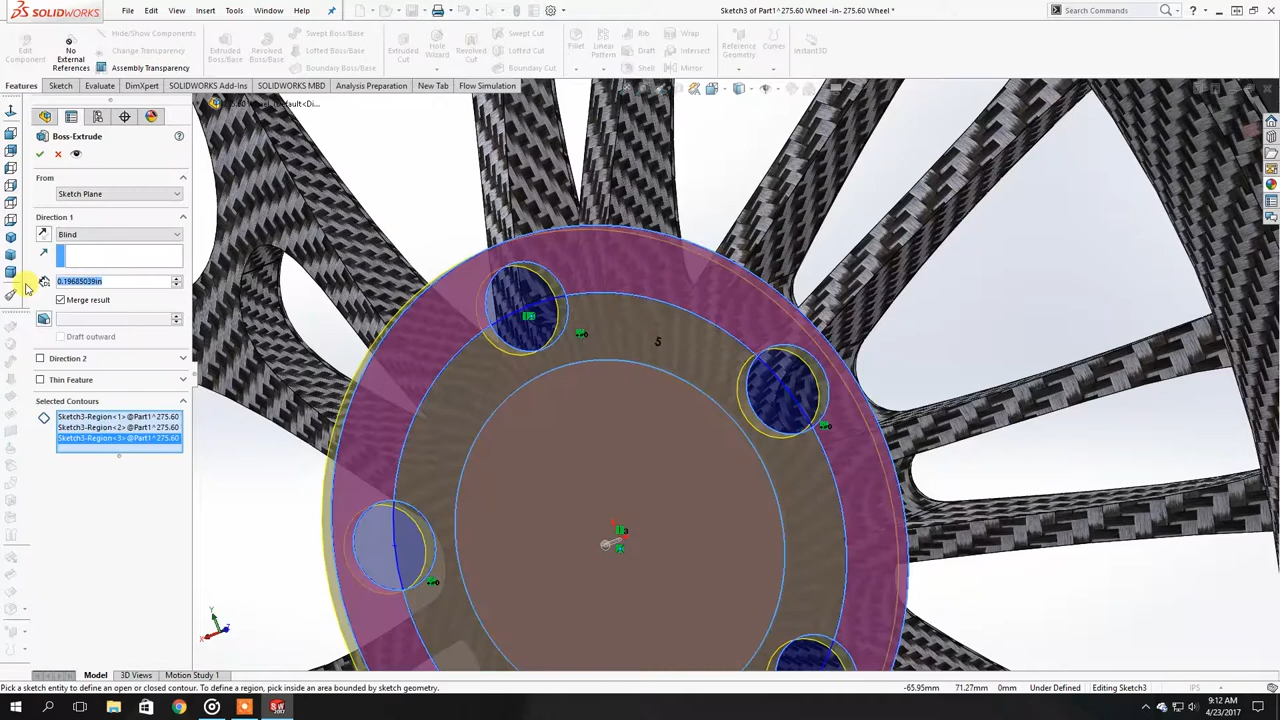 SOLIDWORKS
File Edit View Insert Tools Window Help
Sketch3 of Part1^275.60 Wheel -in- 275.60 Wheel *
Search Commands
Edit Component
No External References
Hide/Show Components
Change Transparency
Assembly Transparency
Extruded Boss/Base
Revolved Boss/Base
Swept Boss/Base
Lofted Boss/Base
Boundary Boss/Base
Extruded Cut
Hole Wizard
Revolved Cut
Swept Cut
Lofted Cut
Boundary Cut
Fillet
Linear Pattern
Rib
Draft
Shell
Wrap
Intersect
Mirror
Reference Geometry
Curves
Instant3D
Features Sketch Evaluate DimXpert SOLIDWORKS Add-Ins SOLIDWORKS MBD Analysis Preparation New Tab Flow Simulation
Boss-Extrude
From
Sketch Plane
Direction 1
Blind
0.19685039in
Merge result
Draft outward
Direction 2
Thin Feature
Selected Contours
Sketch3-Region<1> @Part1^275.60
Sketch3-Region<2> @Part1^275.60
Sketch3-Region<3> @Part1^275.60
5
Y
X
Z
Model 3D Views Motion Study 1
Pick a sketch entity to define an open or closed contour. To define a region, pick inside an area bounded by sketch geometry.
-65.95mm 71.27mm 0mm Under Defined Editing Sketch3 IPS
9:12 AM
4/23/2017